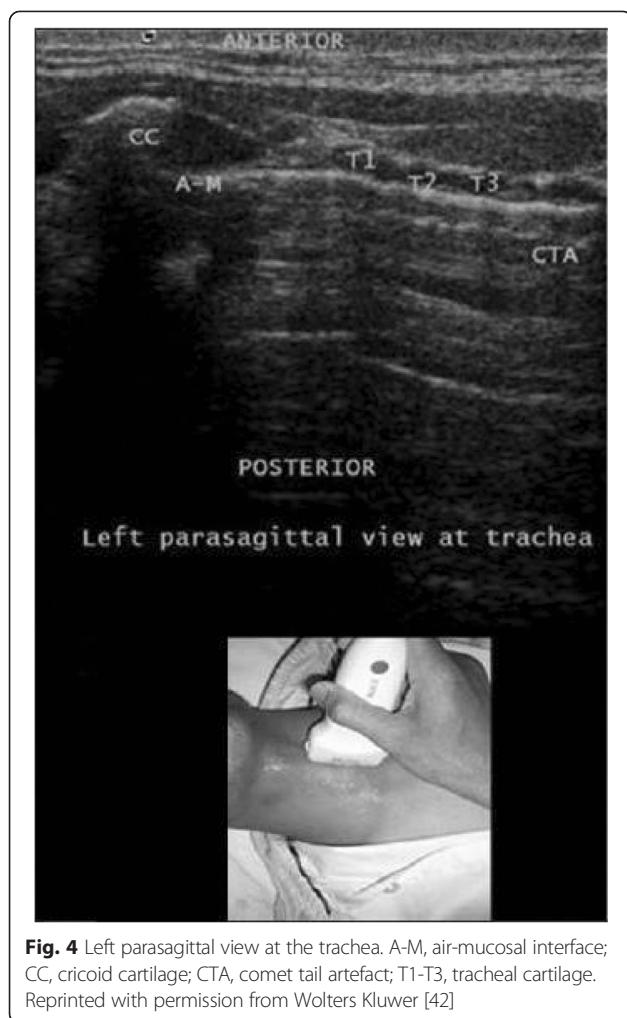 ANTERIOR
CC
T1
A-M
T2 T3
CTA
POSTERIOR
Left parasagittal view at trachea
Fig. 4 Left parasagittal view at the trachea. A-M, air-mucosal interface;
CC, cricoid cartilage; CTA, comet tail artefact; T1-T3, tracheal cartilage.
Reprinted with permission from Wolters Kluwer [42]